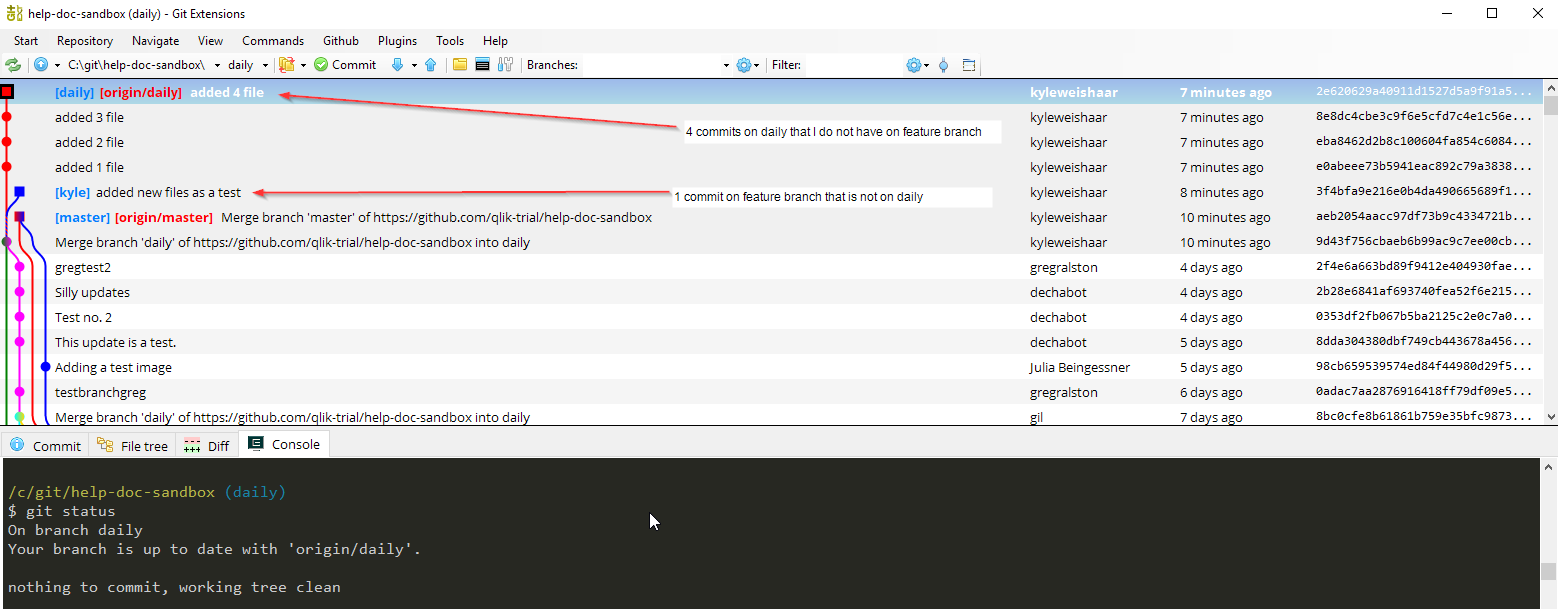 help-doc-sandbox (daily) - Git Extensions
Start Repository Navigate View Commands Github Plugins Tools Help
C:\git\help-doc-sandbox\ daily Commit Branches: Filter:
[daily] [origin/daily] added 4 file kyleweishaar 7 minutes ago 2e620629a40911d1527d5a9f91a5...
added 3 file kyleweishaar 7 minutes ago 8e8dc4cbe3c9f6e5cfd7c4e1c56e...
4 commits on daily that I do not have on feature branch
added 2 file kyleweishaar 7 minutes ago eba8462d2b8c100604fa854c6084...
added 1 file kyleweishaar 7 minutes ago e0abeee73b5941eac892c79a3838...
[kyle] added new files as a test kyleweishaar 8 minutes ago 3f4bfa9e216e0b4da490665689f1...
1 commit on feature branch that is not on daily
[master] [origin/master] Merge branch 'master' of https://github.com/qlik-trial/help-doc-sandbox kyleweishaar 10 minutes ago aeb2054aacc97df73b9c4334721b...
Merge branch 'daily' of https://github.com/qlik-trial/help-doc-sandbox into daily kyleweishaar 10 minutes ago 9d43f756cbaeb6b99ac9c7ee00cb...
gregtest2 gregralston 4 days ago 2f4e6a663bd89f9412e404930fae...
Silly updates dechabot 4 days ago 2b28e6841af693740fea52f6e215...
Test no. 2 dechabot 4 days ago 0353df2fb067b5ba2125c2e0c7a0...
This update is a test. dechabot 5 days ago 8dda304380dbf749cb443678a456...
Adding a test image Julia Beingessner 5 days ago 98cb659539574ed84f44980d29f5...
testbranchgreg gregralston 6 days ago 0adac7aa2876916418ff79df09e5...
Merge branch 'daily' of https://github.com/qlik-trial/help-doc-sandbox into daily gil 7 days ago 8bc0cfe8b61861b759e35bfc9873...
Commit File tree Diff Console
/c/git/help-doc-sandbox (daily)
$ git status
On branch daily
Your branch is up to date with 'origin/daily'.
nothing to commit, working tree clean